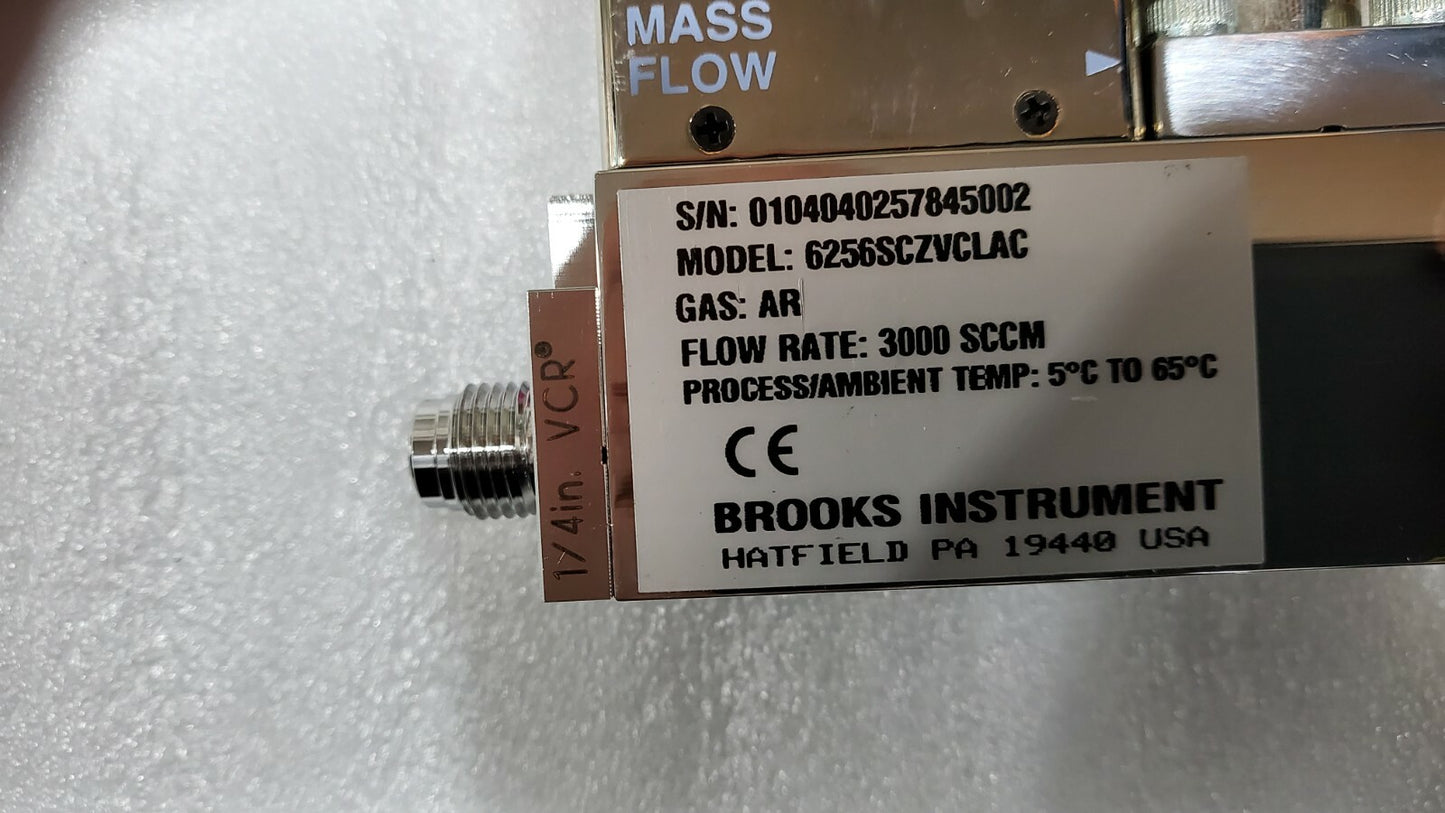 MASS
FLOW
S/N: 0104040257845002
MODEL: 6256SCZVCLAC
GAS: AR
FLOW RATE: 3000 SCCM
PROCESS/AMBIENT TEMP: 5°C TO 65°C
CE
BROOKS INSTRUMENT
HATFIELD PA 19440 USA
1/4in. VCR®